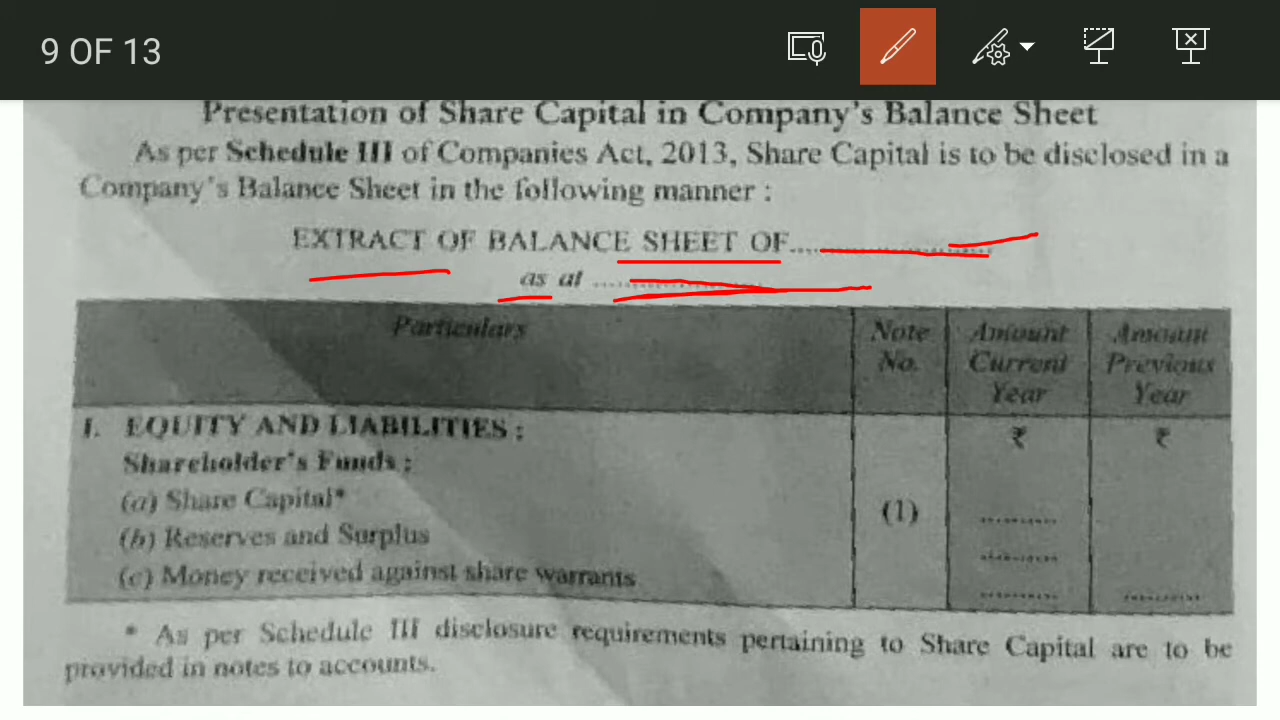 9 OF 13
Presentation of Share Capital in Company's Balance Sheet
As per Schedule III of Companies Act, 2013, Share Capital is to be disclosed in a
Company's Balance Sheet in the following manner :
EXTRACT OF BALANCE SHEET OF....................................
as at ..............................
Particulars
Note No.
Amount Current Year
Amount Previous Year
I. EQUITY AND LIABILITIES :
₹ ₹
Shareholder's Funds :
(a) Share Capital*
(1) ............
(b) Reserves and Surplus
............
(c) Money received against share warrants
............ ............
* As per Schedule III disclosure requirements pertaining to Share Capital are to be
provided in notes to accounts.